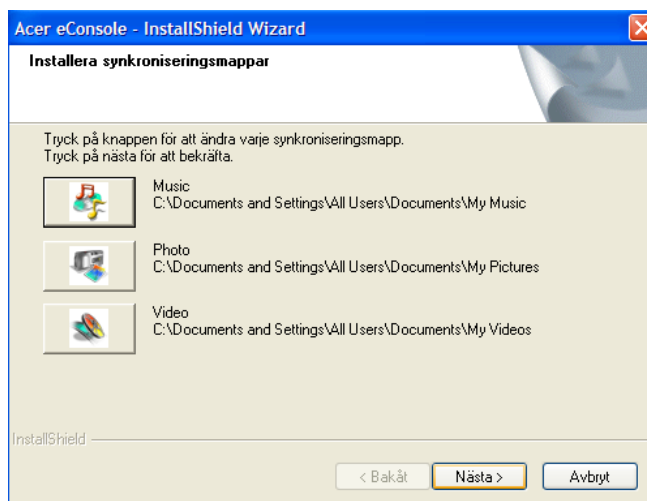 Acer eConsole - InstallShield Wizard
Installera synkroniseringsmappar
Tryck på knappen för att ändra varje synkroniseringsmapp.
Tryck på nästa för att bekräfta.
Music
C:\Documents and Settings\All Users\Documents\My Music
Photo
C:\Documents and Settings\All Users\Documents\My Pictures
Video
C:\Documents and Settings\All Users\Documents\My Videos
InstallShield
< Bakåt Nästa > Avbryt